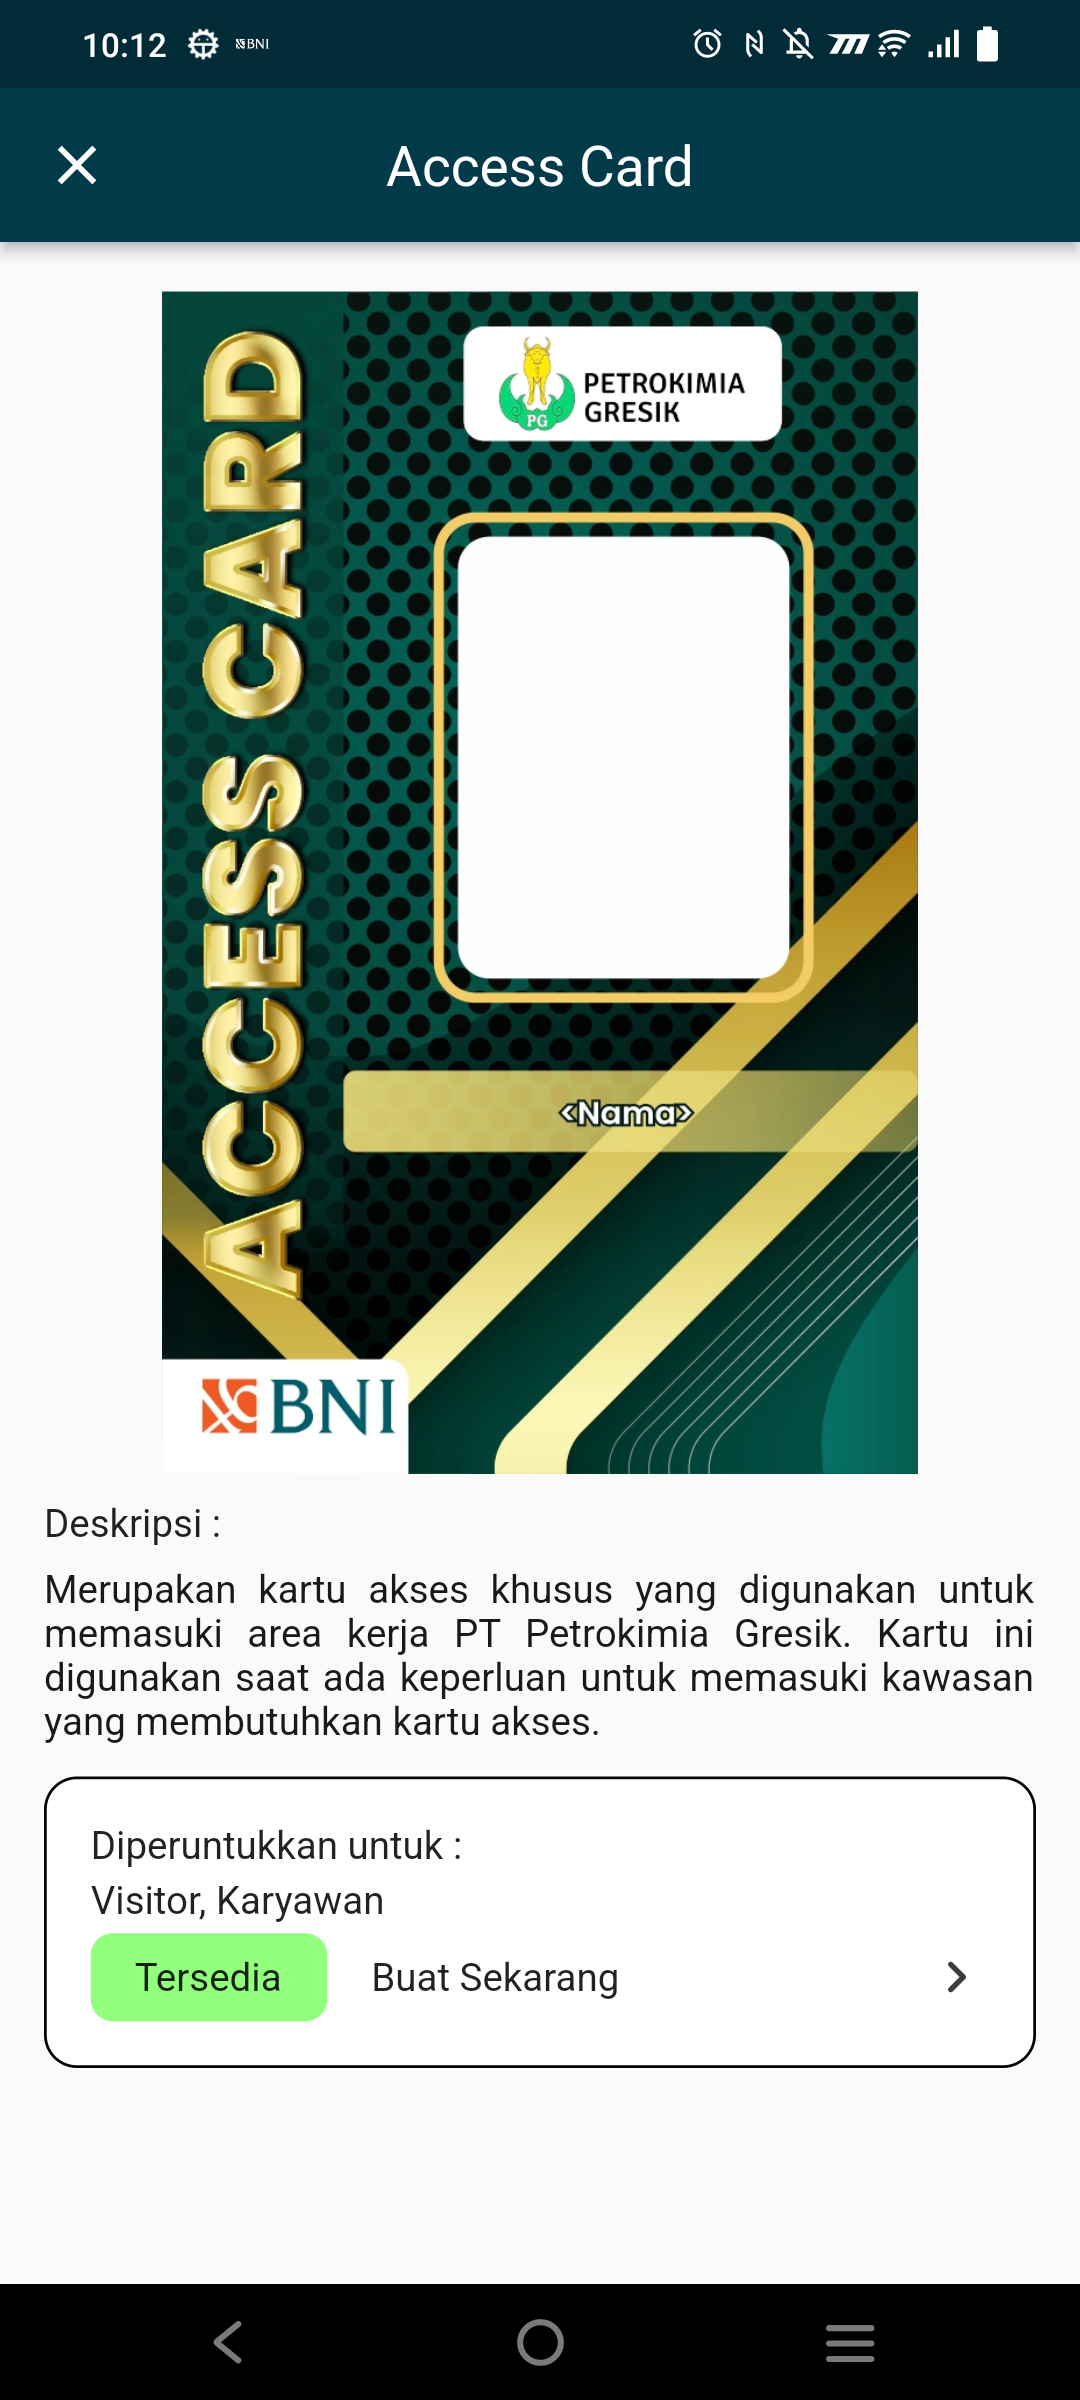 10:12
BNI
Access Card
ACCESS CARD
PG
PETROKIMIA
GRESIK
<Nama>
BNI
Deskripsi :
Merupakan kartu akses khusus yang digunakan untuk
memasuki area kerja PT Petrokimia Gresik. Kartu ini
digunakan saat ada keperluan untuk memasuki kawasan
yang membutuhkan kartu akses.
Diperuntukkan untuk :
Visitor, Karyawan
Tersedia
Buat Sekarang